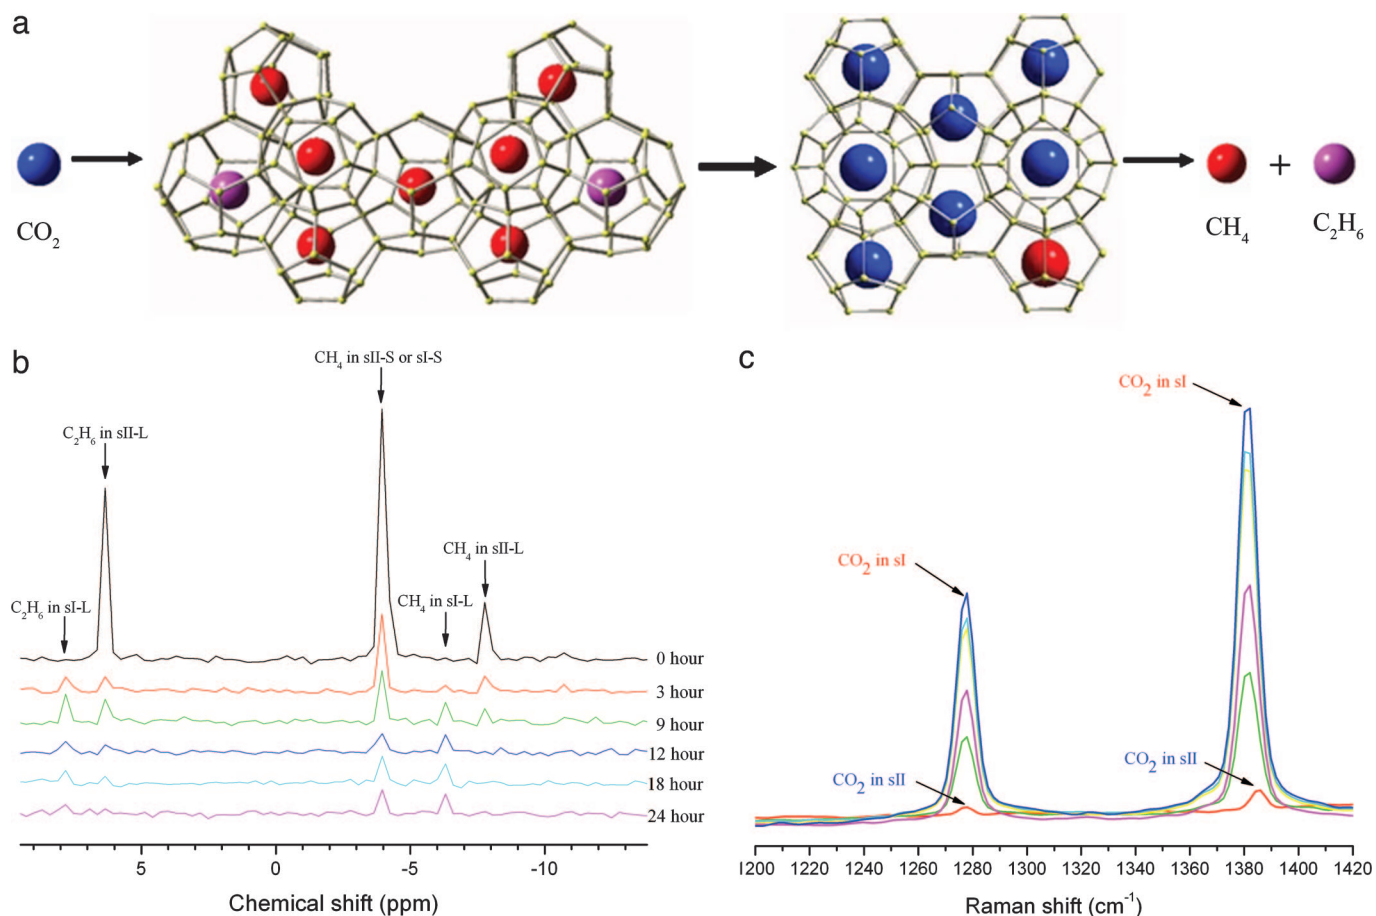 a
CO2
CH4
+
C2H6
b
CH4 in sII-S or sI-S
C2H6 in sII-L
CH4 in sII-L
C2H6 in sI-L
CH4 in sI-L
0 hour
3 hour
9 hour
12 hour
18 hour
24 hour
5
0
-5
-10
Chemical shift (ppm)
c
CO2 in sI
CO2 in sI
CO2 in sII
CO2 in sII
1200 1220 1240 1260 1280 1300 1320 1340 1360 1380 1400 1420
Raman shift (cm-1)